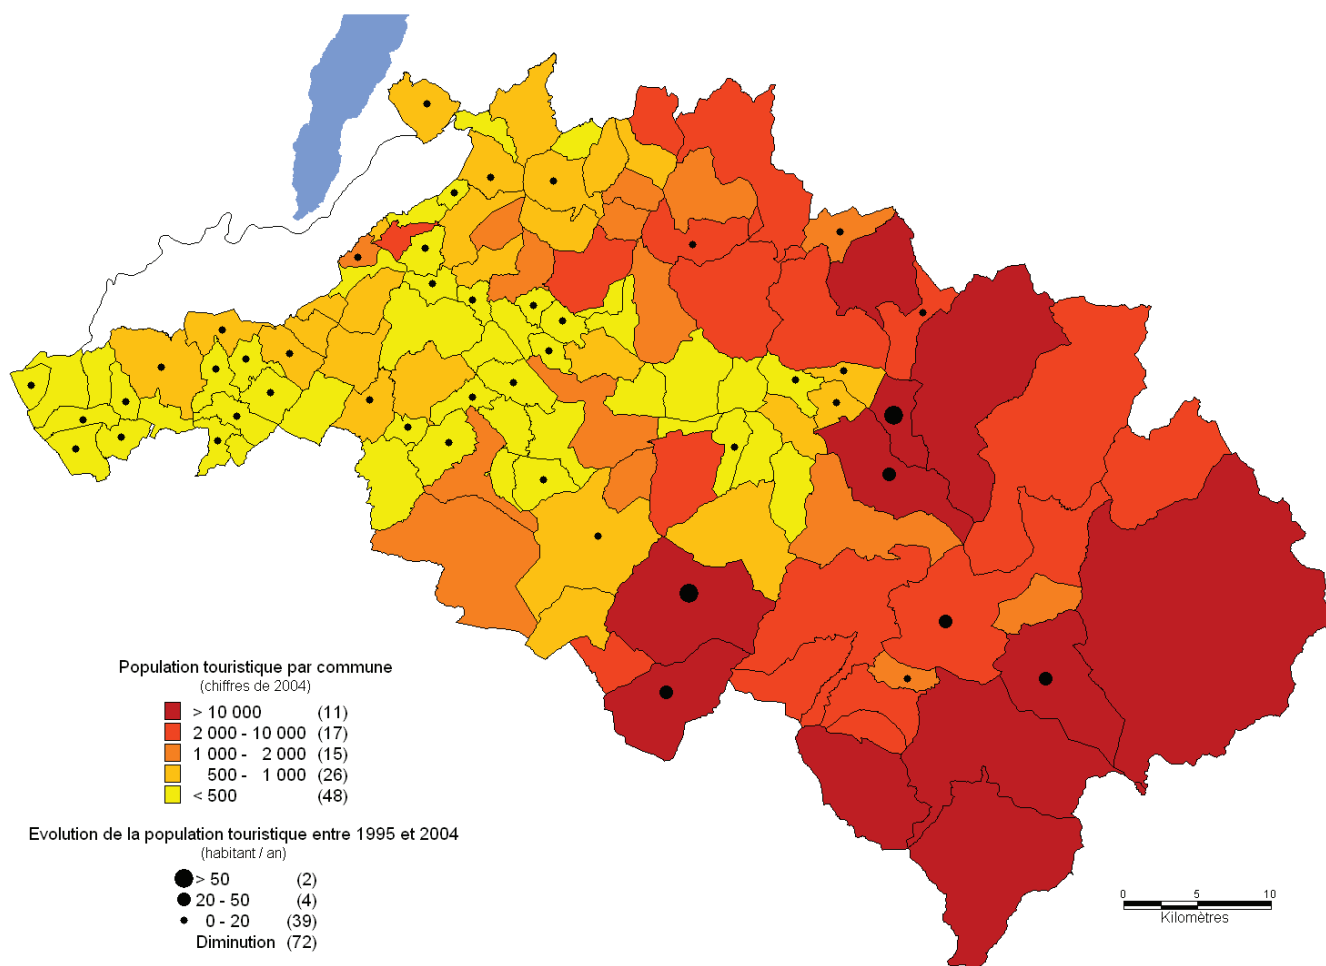 Population touristique par commune
(chiffres de 2004)
> 10 000 (11)
2 000 - 10 000 (17)
1 000 - 2 000 (15)
500 - 1 000 (26)
< 500 (48)
Evolution de la population touristique entre 1995 et 2004
(habitant / an)
> 50 (2)
20 - 50 (4)
0 - 20 (39)
Diminution (72)
0 5 10
Kilomètres